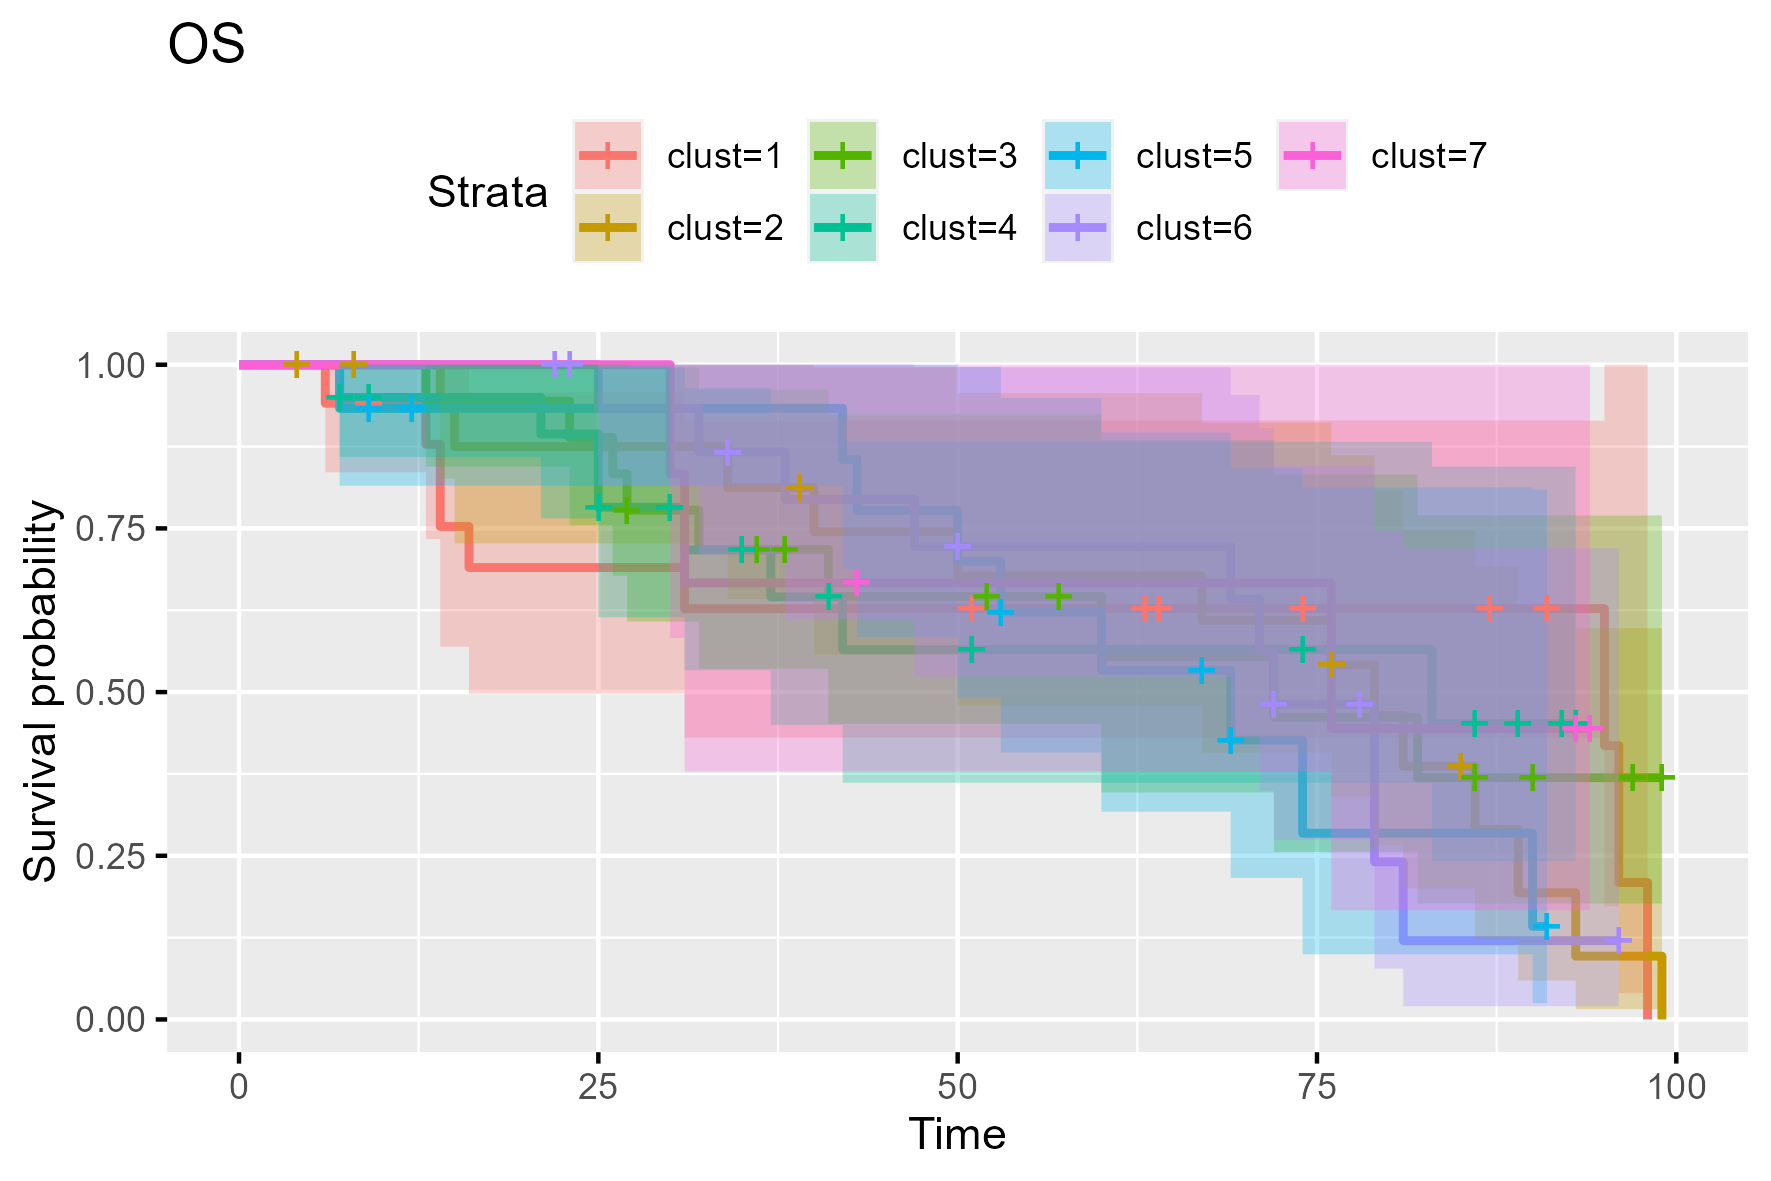 OS
Strata
clust=1 clust=3 clust=5 clust=7
clust=2 clust=4 clust=6
Survival probability
1.00
0.75
0.50
0.25
0.00
0 25 50 75 100
Time